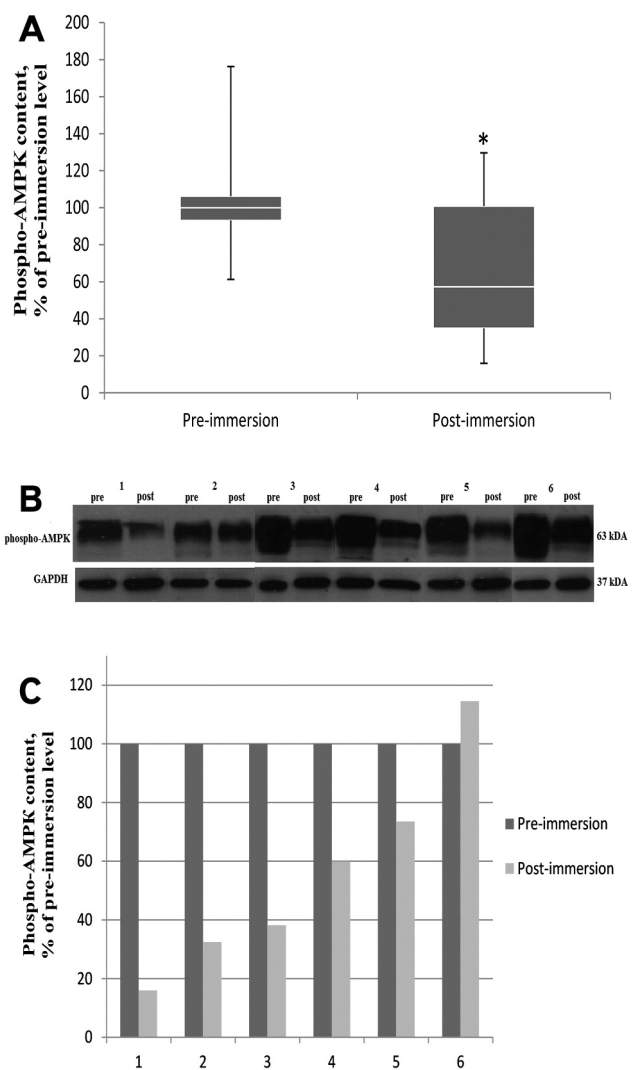 A
Phospho-AMPK content,
% of pre-immersion level
200
180
160
140
120
100
80
60
40
20
0
*
Pre-immersion Post-immersion
B
1 2 3 4 5 6
pre post pre post pre post pre post pre post pre post
phospho-AMPK 63 kDA
GAPDH 37 kDA
C
Phospho-AMPK content,
% of pre-immersion level
120
100
80
60
40
20
0
1 2 3 4 5 6
Pre-immersion
Post-immersion